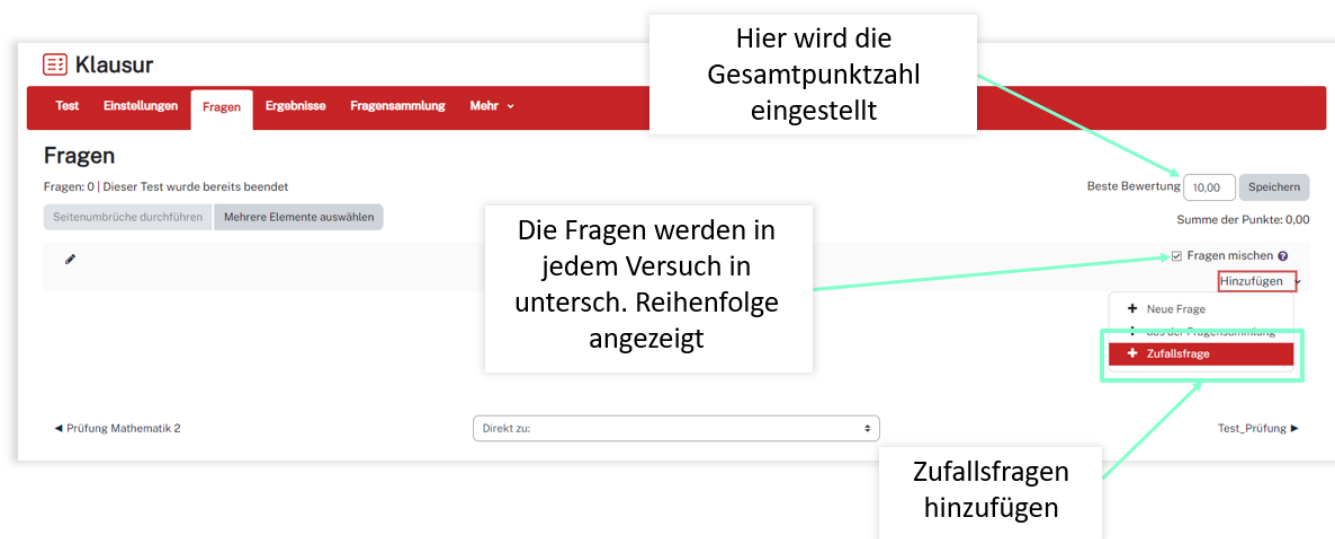 Hier wird die
Gesamtpunktzahl
eingestellt
Klausur
Test Einstellungen Fragen Ergebnisse Fragensammlung Mehr
Fragen
Fragen: 0 | Dieser Test wurde bereits beendet
Beste Bewertung 10,00 Speichern
Seitenumbrüche durchführen Mehrere Elemente auswählen
Summe der Punkte: 0,00
Die Fragen werden in
jedem Versuch in
untersch. Reihenfolge
angezeigt
Fragen mischen
Hinzufügen
+ Neue Frage
aus der Fragensammlung
+ Zufallsfrage
◄ Prüfung Mathematik 2
Direkt zu:
Test_Prüfung ►
Zufallsfragen
hinzufügen